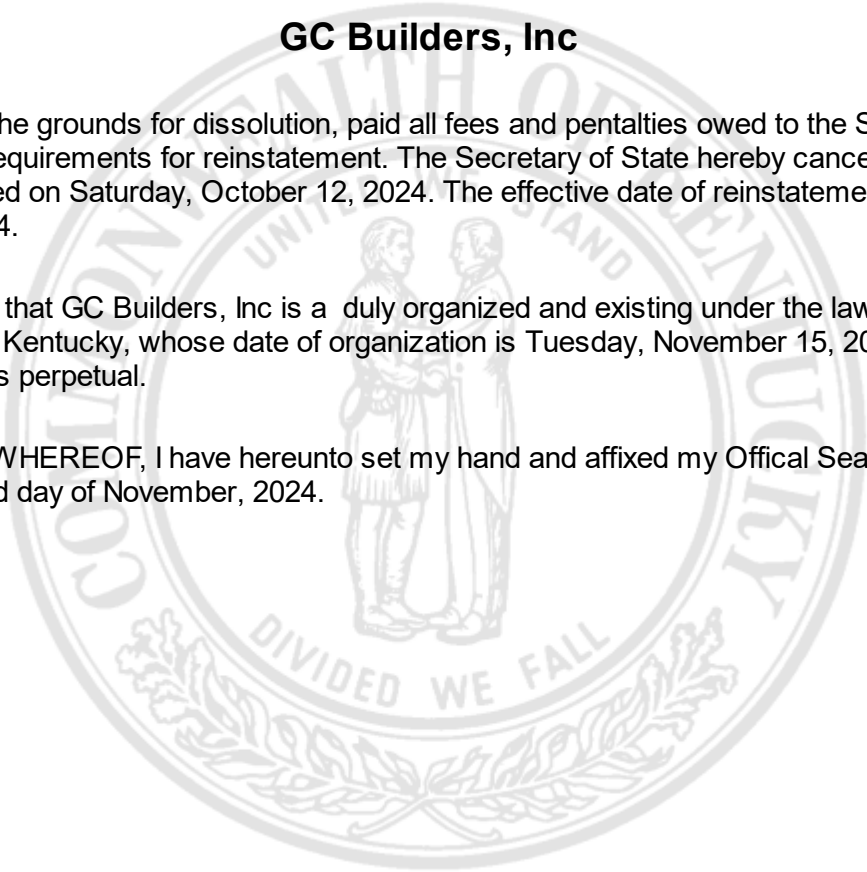 GC Builders, Inc
he grounds for dissolution, paid all fees and pentalties owed to the S
equirements for reinstatement. The Secretary of State hereby cance
ed on Saturday, October 12, 2024. The effective date of reinstateme
4.
that GC Builders, Inc is a  duly organized and existing under the law
Kentucky, whose date of organization is Tuesday, November 15, 20
s perpetual.
WHEREOF, I have hereunto set my hand and affixed my Offical Sea
d day of November, 2024.
COMMONWEALTH OF KENTUCKY
UNITED WE STAND
DIVIDED WE FALL